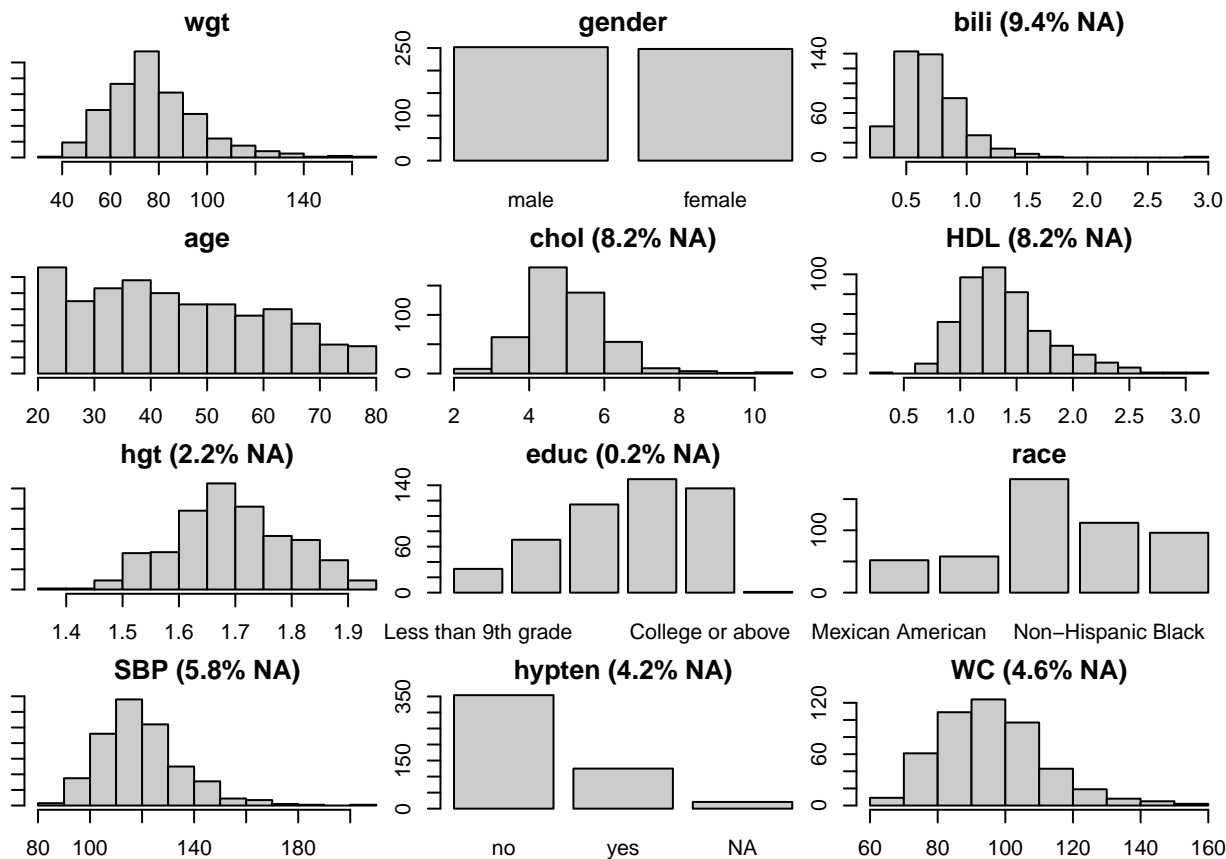 wgt
40 60 80 100 140
gender
0 100 250
male female
bili (9.4% NA)
0 60 140
0.5 1.0 1.5 2.0 2.5 3.0
age
20 30 40 50 60 70 80
chol (8.2% NA)
0 100
2 4 6 8 10
HDL (8.2% NA)
0 40 100
0.5 1.0 1.5 2.0 2.5 3.0
hgt (2.2% NA)
1.4 1.5 1.6 1.7 1.8 1.9
educ (0.2% NA)
0 60 140
Less than 9th grade College or above
race
0 100
Mexican American Non−Hispanic Black
SBP (5.8% NA)
80 100 140 180
hypten (4.2% NA)
0 150 350
no yes NA
WC (4.6% NA)
0 60 120
60 80 100 120 140 160